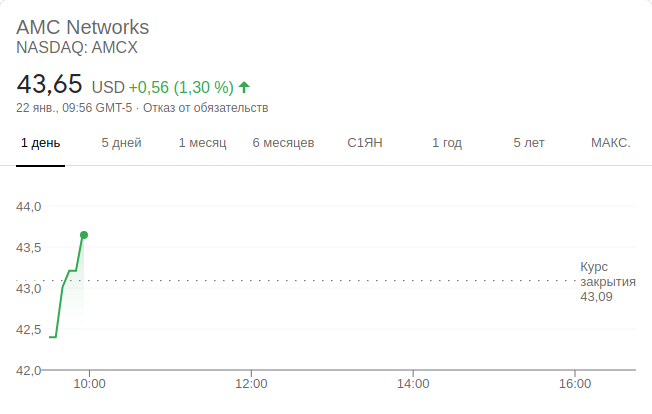 AMC Networks
NASDAQ: AMCX
43,65 USD +0,56 (1,30 %)
22 янв., 09:56 GMT-5 · Отказ от обязательств
1 день 5 дней 1 месяц 6 месяцев С1ЯН 1 год 5 лет МАКС.
44,0
43,5
Курс
закрытия
43,09
43,0
42,5
42,0
10:00 12:00 14:00 16:00